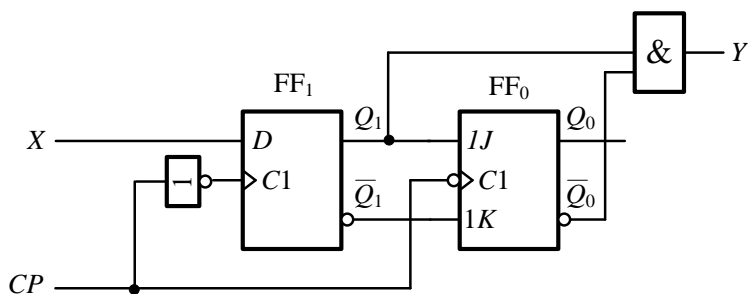 &
Y
FF₁
FF₀
Q₁
Q₀
X
D
1J
1
C1
C1
Q̅₁
Q̅₀
1K
CP